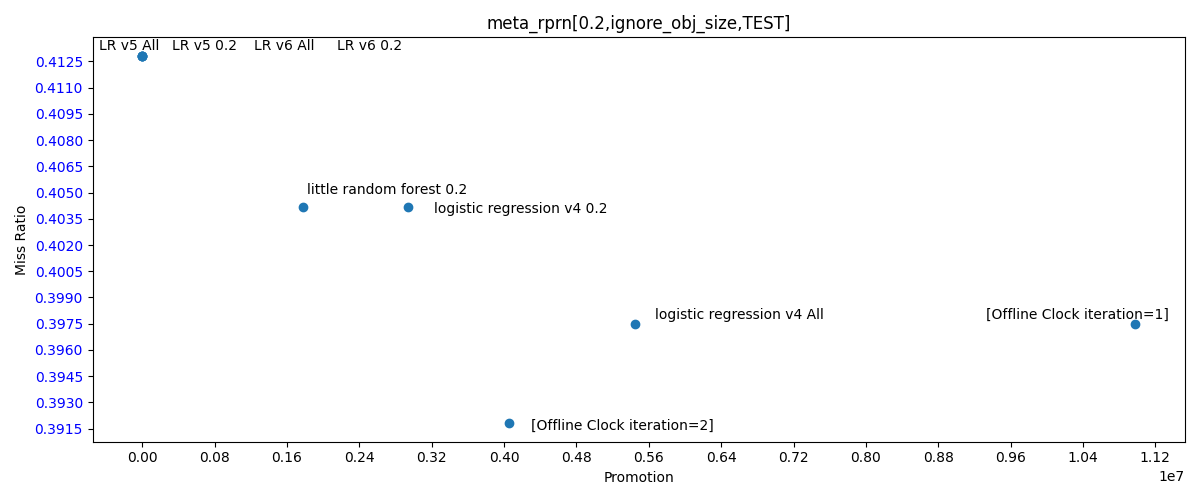 meta_rprn[0.2,ignore_obj_size,TEST]
LR v5 All LR v5 0.2 LR v6 All LR v6 0.2
0.4125
0.4110
0.4095
0.4080
0.4065
0.4050
0.4035
0.4020
0.4005
0.3990
0.3975
0.3960
0.3945
0.3930
0.3915
Miss Ratio
little random forest 0.2
logistic regression v4 0.2
logistic regression v4 All
[Offline Clock iteration=1]
[Offline Clock iteration=2]
0.00 0.08 0.16 0.24 0.32 0.40 0.48 0.56 0.64 0.72 0.80 0.88 0.96 1.04 1.12
1e7
Promotion